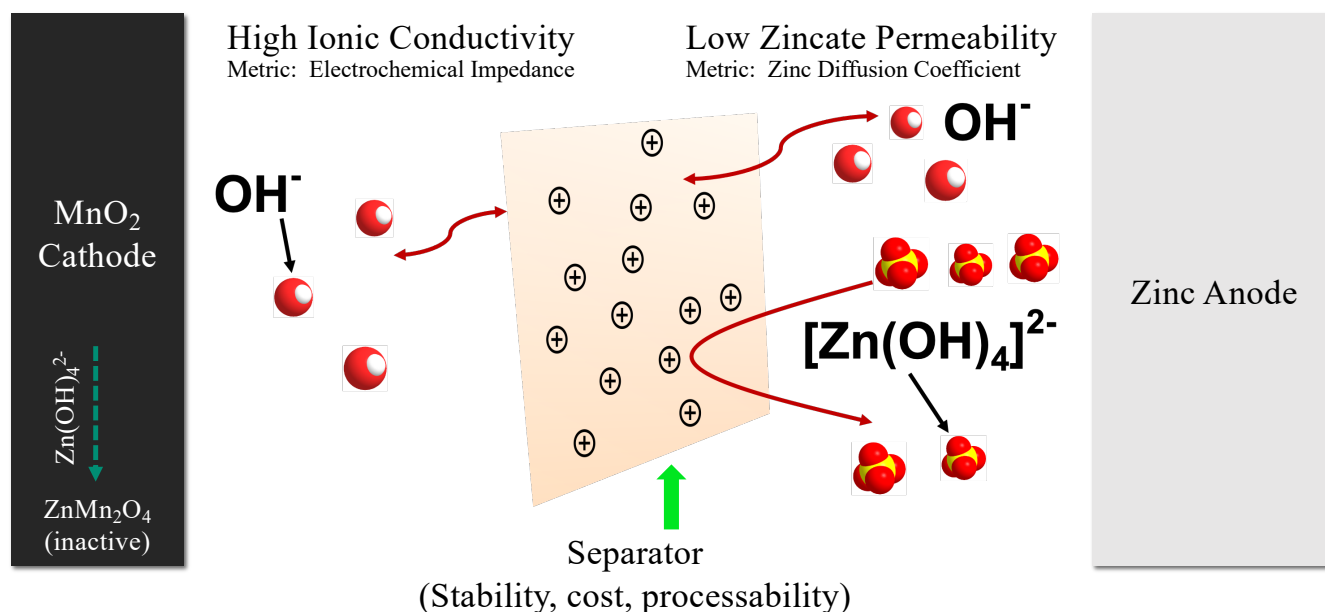 High Ionic Conductivity
Metric: Electrochemical Impedance
Low Zincate Permeability
Metric: Zinc Diffusion Coefficient
OH⁻
OH⁻
MnO₂
Cathode
Zn(OH)₄²⁻
ZnMn₂O₄
(inactive)
[Zn(OH)₄]²⁻
Zinc Anode
Separator
(Stability, cost, processability)